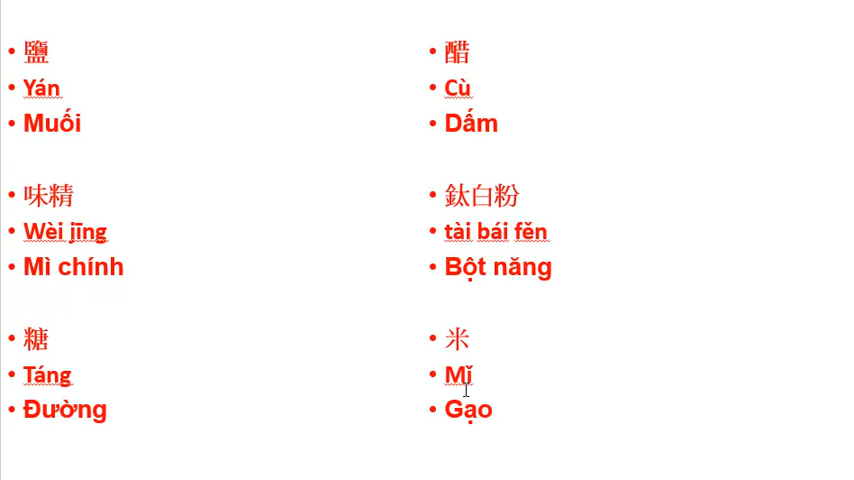 鹽
Yán
Muối
味精
Wèi jīng
Mì chính
糖
Táng
Đường
醋
Cù
Dấm
鈦白粉
tài bái fěn
Bột năng
米
Mǐ
Gạo